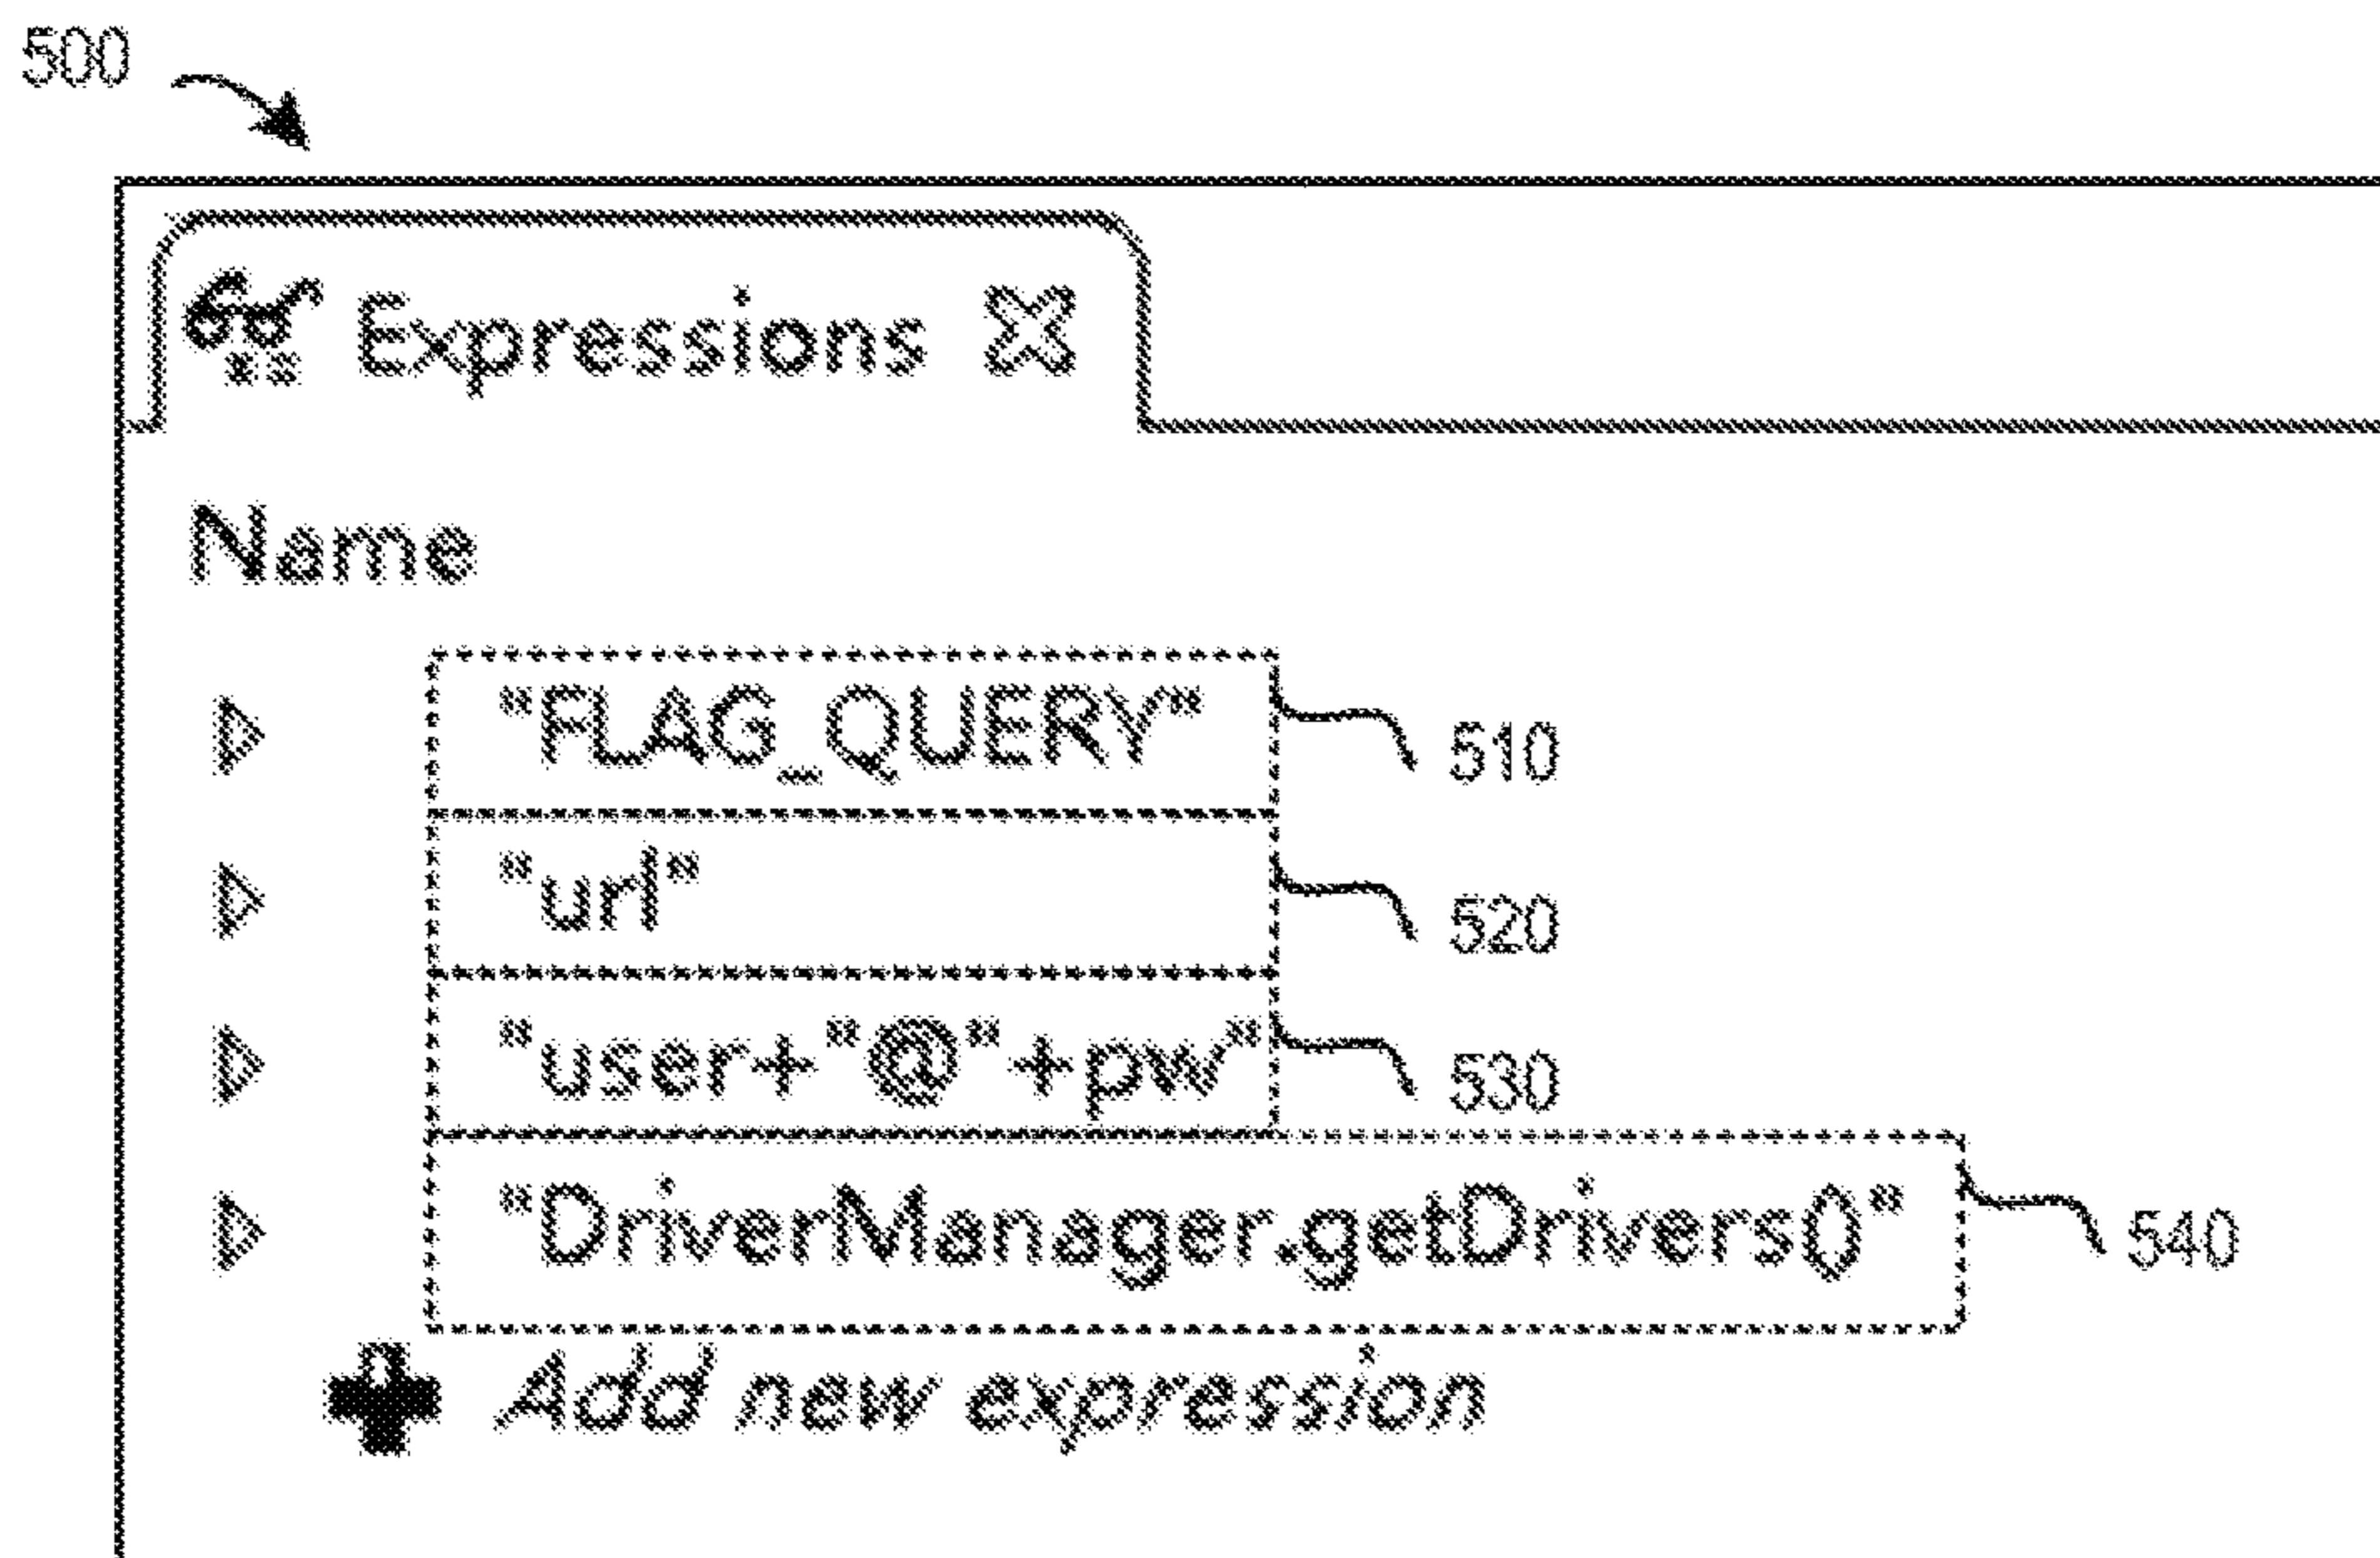 500
Expressions
Name
"FLAG_QUERY" 510
"url" 520
"user+"@"+pw" 530
"DriverManager.getDrivers()" 540
Add new expression